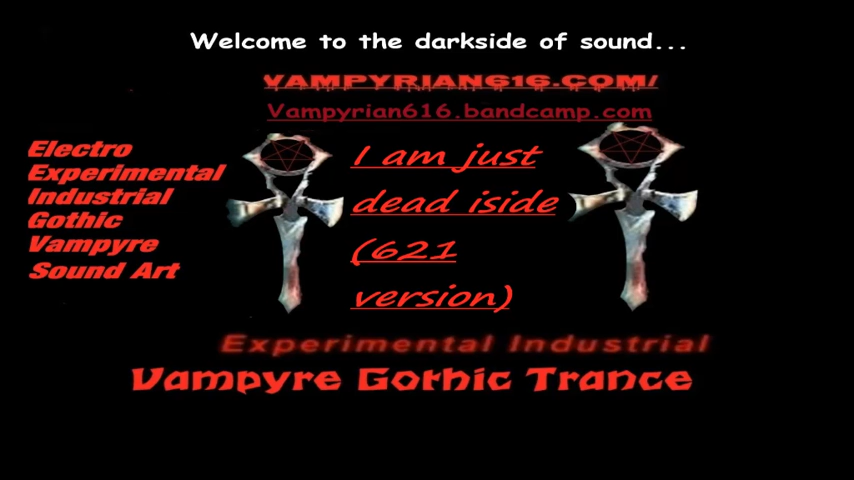 Welcome to the darkside of sound...
VAMPYRIAN616.COM/
Vampyrian616.bandcamp.com
Electro
Experimental
Industrial
Gothic
Vampyre
Sound Art
I am just
dead iside
(621
version)
Experimental Industrial
Vampyre Gothic Trance